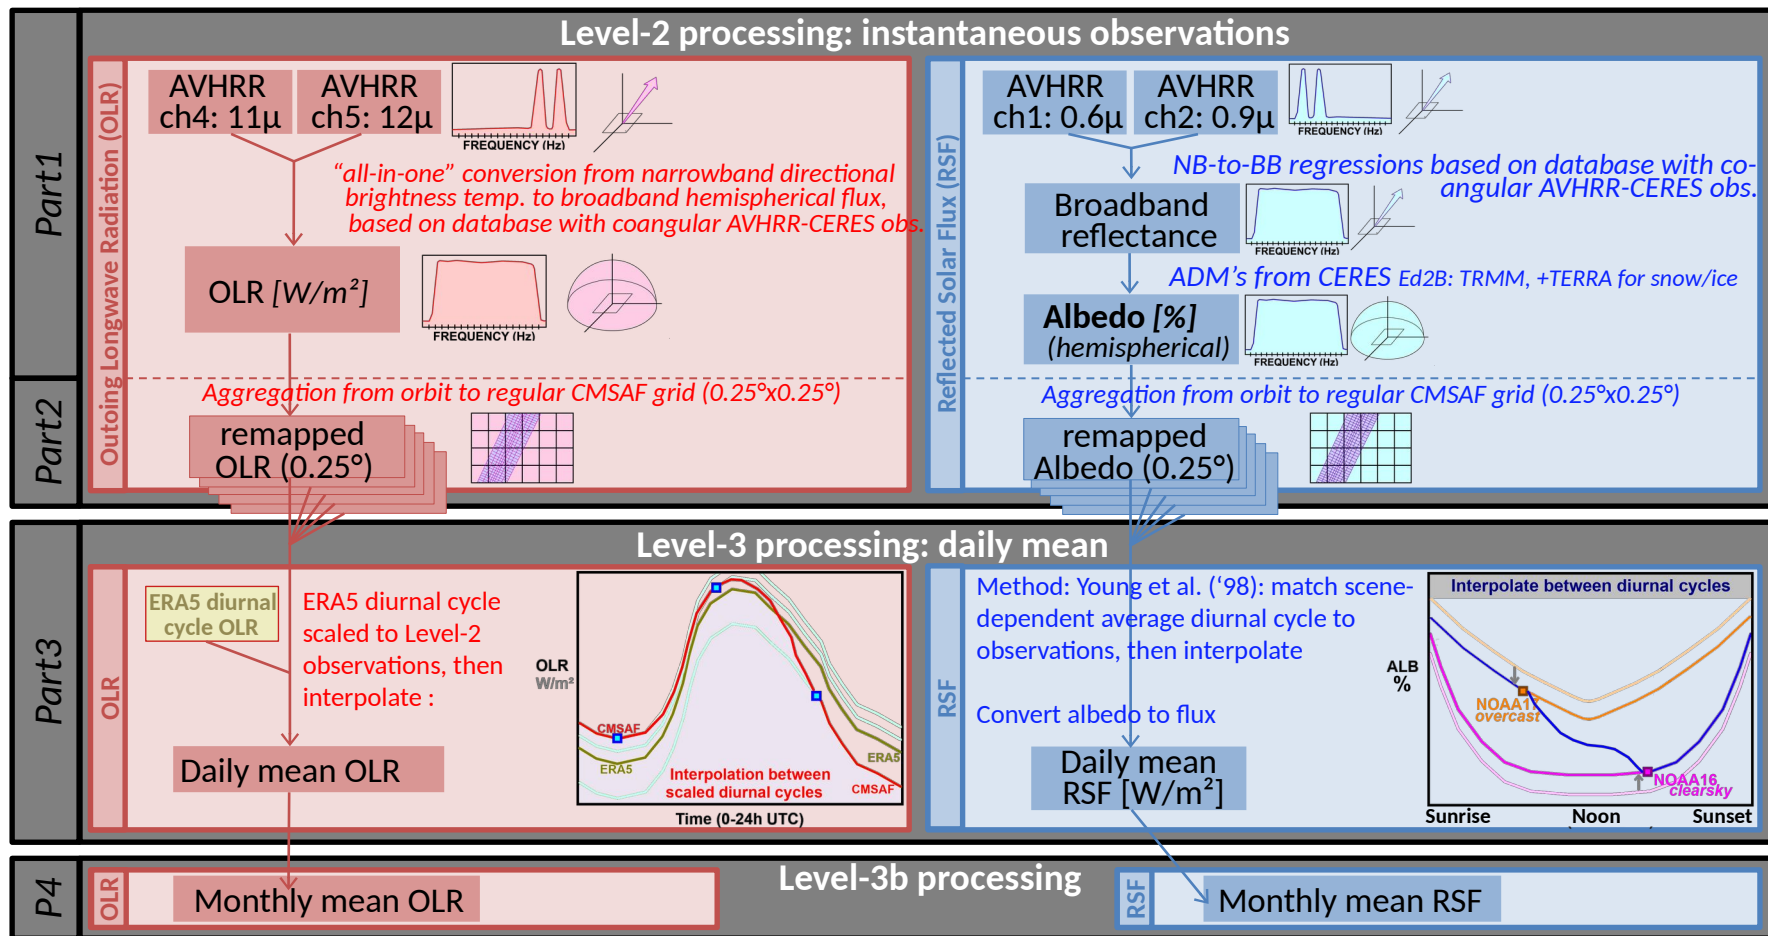 Level-2 processing: instantaneous observations
Part1
Outoing Longwave Radiation (OLR)
AVHRR
ch4: 11µ
AVHRR
ch5: 12µ
FREQUENCY (Hz)
“all-in-one” conversion from narrowband directional
brightness temp. to broadband hemispherical flux,
based on database with coangular AVHRR-CERES obs.
OLR [W/m²]
FREQUENCY (Hz)
Reflected Solar Flux (RSF)
AVHRR
ch1: 0.6µ
AVHRR
ch2: 0.9µ
FREQUENCY (Hz)
NB-to-BB regressions based on database with co-
angular AVHRR-CERES obs.
Broadband
reflectance
FREQUENCY (Hz)
ADM’s from CERES Ed2B: TRMM, +TERRA for snow/ice
Albedo [%]
(hemispherical)
FREQUENCY (Hz)
Part2
Aggregation from orbit to regular CMSAF grid (0.25°x0.25°)
remapped
OLR (0.25°)
Aggregation from orbit to regular CMSAF grid (0.25°x0.25°)
remapped
Albedo (0.25°)
Level-3 processing: daily mean
Part3
OLR
ERA5 diurnal
cycle OLR
ERA5 diurnal cycle
scaled to Level-2
observations, then
interpolate :
Daily mean OLR
OLR
W/m²
CMSAF
ERA5
ERA5
CMSAF
Interpolation between
scaled diurnal cycles
Time (0-24h UTC)
RSF
Method: Young et al. (‘98): match scene-
dependent average diurnal cycle to
observations, then interpolate
Convert albedo to flux
Daily mean
RSF [W/m²]
Interpolate between diurnal cycles
ALB
%
NOAA17
overcast
NOAA16
clearsky
Sunrise
Noon
Sunset
Level-3b processing
P4
OLR
Monthly mean OLR
RSF
Monthly mean RSF